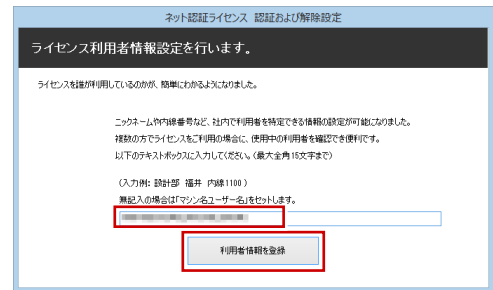 ネット認証ライセンス 認証および解除設定
ライセンス利用者情報設定を行います。
ライセンスを誰が利用しているのかが、簡単にわかるようになりました。
ニックネームや内線番号など、社内で利用者を特定できる情報の設定が可能になりました。
複数の方でライセンスをご利用の場合に、使用中の利用者を確認でき便利です。
以下のテキストボックスに入力してください。(最大全角15文字まで)
(入力例: 設計部 福井 内線1100)
無記入の場合は「マシン名ユーザー名」をセットします。
利用者情報を登録